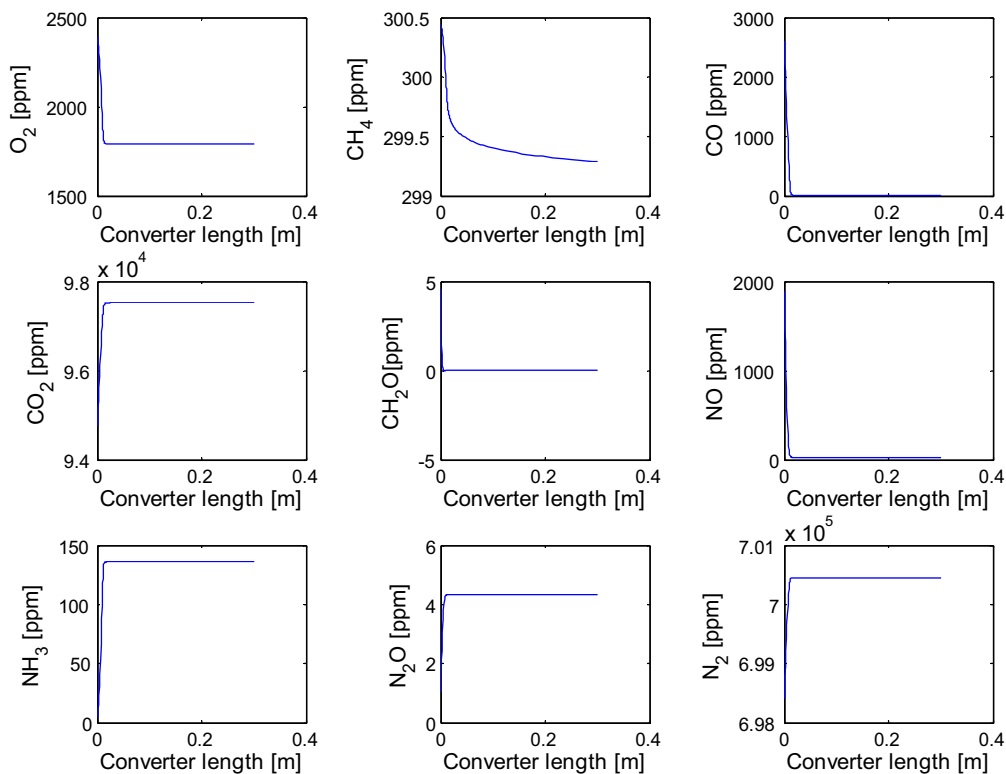 2500
2000
1500
O2 [ppm]
0 0.2 0.4
Converter length [m]
300.5
300
299.5
299
CH4 [ppm]
0 0.2 0.4
Converter length [m]
3000
2000
1000
0
CO [ppm]
0 0.2 0.4
Converter length [m]
x 10^4
9.8
9.6
9.4
CO2 [ppm]
0 0.2 0.4
Converter length [m]
5
0
-5
CH2O[ppm]
0 0.2 0.4
Converter length [m]
2000
1000
0
NO [ppm]
0 0.2 0.4
Converter length [m]
150
100
50
0
NH3 [ppm]
0 0.2 0.4
Converter length [m]
6
4
2
0
N2O [ppm]
0 0.2 0.4
Converter length [m]
x 10^5
7.01
7
6.99
6.98
N2 [ppm]
0 0.2 0.4
Converter length [m]